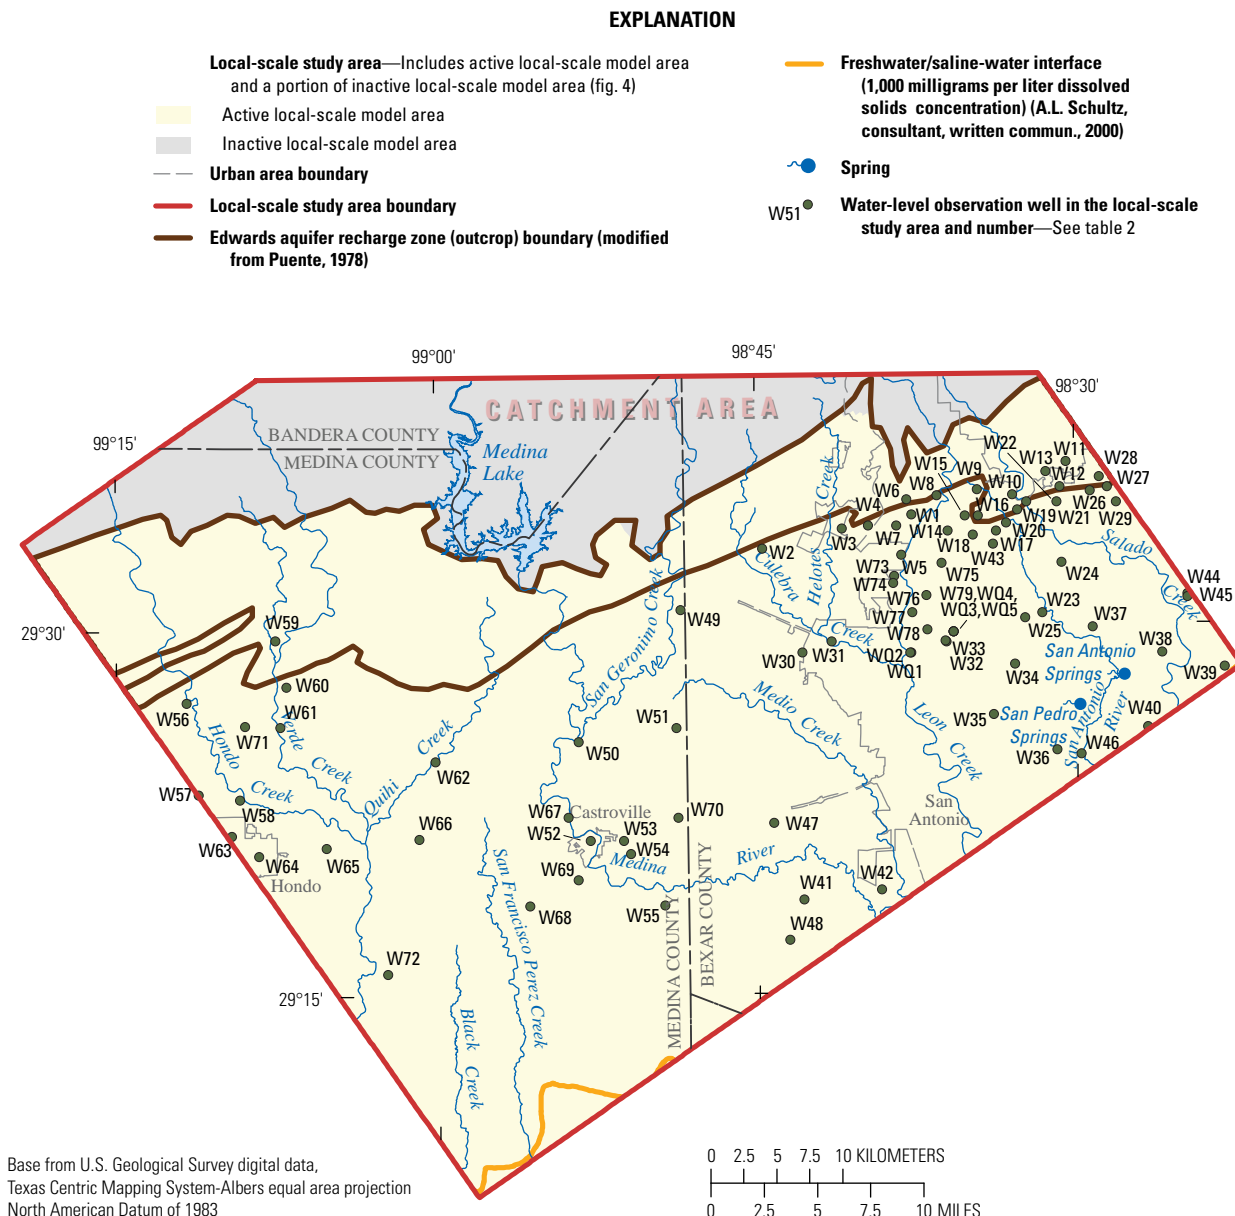 EXPLANATION
Local-scale study area—Includes active local-scale model area
and a portion of inactive local-scale model area (fig. 4)
Active local-scale model area
Inactive local-scale model area
Urban area boundary
Local-scale study area boundary
Edwards aquifer recharge zone (outcrop) boundary (modified
from Puente, 1978)
Freshwater/saline-water interface
(1,000 milligrams per liter dissolved
solids concentration) (A.L. Schultz,
consultant, written commun., 2000)
Spring
W51
Water-level observation well in the local-scale
study area and number—See table 2
99°00'
98°45'
98°30'
99°15'
29°30'
29°15'
CATCHMENT AREA
BANDERA COUNTY
MEDINA COUNTY
Medina
Lake
W22
W13
W11
W28
W15
W9
W12
W27
W6
W8
W10
W26
W4
W16
W19
W21
W29
W1
W14
W20
W3
W7
W18
W17
W43
W2
W5
W73
W74
W75
W24
W76
W79
WQ4,
WQ3,
WQ5
W77
W23
W25
W37
W44
W45
W78
W33
W32
WQ2
WQ1
W38
W39
W34
W30
W31
W49
W59
W60
W61
W56
W71
W50
W51
W62
W35
W36
W40
W46
W57
W58
W63
W64
W65
W66
W67
W52
W53
W54
W70
W47
W69
W68
W55
W41
W42
W48
W72
Helotes
Creek
Culebra
Creek
Salado
Creek
San Geronimo Creek
Medio
Creek
Leon
Creek
San Antonio
Springs
San Pedro
Springs
San Antonio
River
Hondo
Creek
Verde
Creek
Quihi
Creek
Castroville
Medina
River
San
Antonio
Hondo
San Francisco Perez Creek
Black
Creek
MEDINA COUNTY
BEXAR COUNTY
Base from U.S. Geological Survey digital data,
Texas Centric Mapping System-Albers equal area projection
North American Datum of 1983
0 2.5 5 7.5 10 KILOMETERS
0 2.5 5 7.5 10 MILES